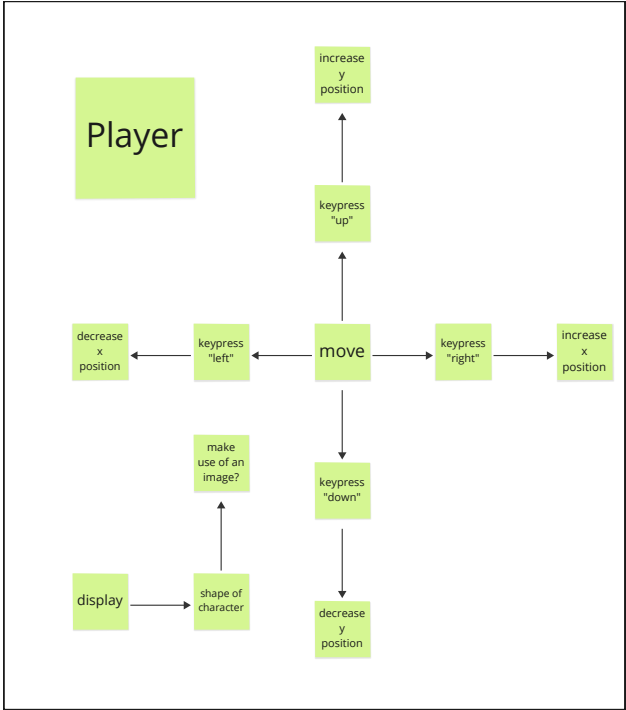 increase
y
position
Player
keypress
"up"
decrease
x
position
keypress
"left"
move
keypress
"right"
increase
x
position
make
use of an
image?
keypress
"down"
display
shape of
character
decrease
y
position